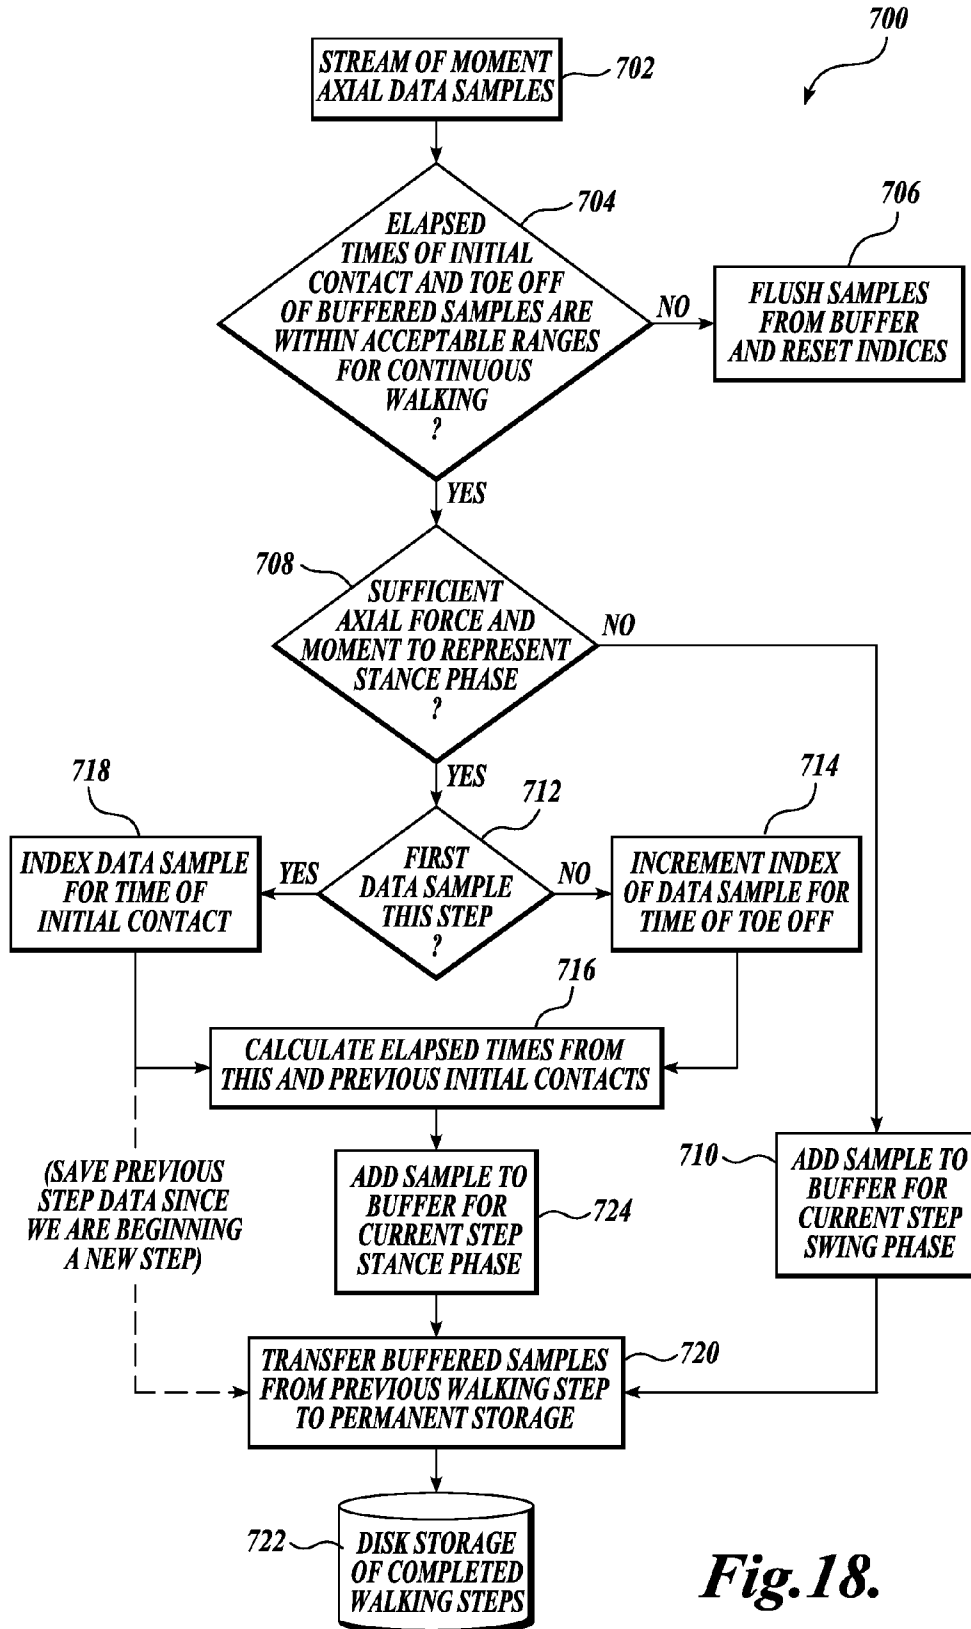 700
STREAM OF MOMENT
AXIAL DATA SAMPLES
702
704
ELAPSED
TIMES OF INITIAL
CONTACT AND TOE OFF
OF BUFFERED SAMPLES ARE
WITHIN ACCEPTABLE RANGES
FOR CONTINUOUS
WALKING
?
NO
706
FLUSH SAMPLES
FROM BUFFER
AND RESET INDICES
YES
708
SUFFICIENT
AXIAL FORCE AND
MOMENT TO REPRESENT
STANCE PHASE
?
NO
YES
718
INDEX DATA SAMPLE
FOR TIME OF
INITIAL CONTACT
YES
712
FIRST
DATA SAMPLE
THIS STEP
?
NO
714
INCREMENT INDEX
OF DATA SAMPLE FOR
TIME OF TOE OFF
716
CALCULATE ELAPSED TIMES FROM
THIS AND PREVIOUS INITIAL CONTACTS
(SAVE PREVIOUS
STEP DATA SINCE
WE ARE BEGINNING
A NEW STEP)
ADD SAMPLE TO
BUFFER FOR
CURRENT STEP
STANCE PHASE
724
710
ADD SAMPLE TO
BUFFER FOR
CURRENT STEP
SWING PHASE
TRANSFER BUFFERED SAMPLES
FROM PREVIOUS WALKING STEP
TO PERMANENT STORAGE
720
722
DISK STORAGE
OF COMPLETED
WALKING STEPS
Fig.18.